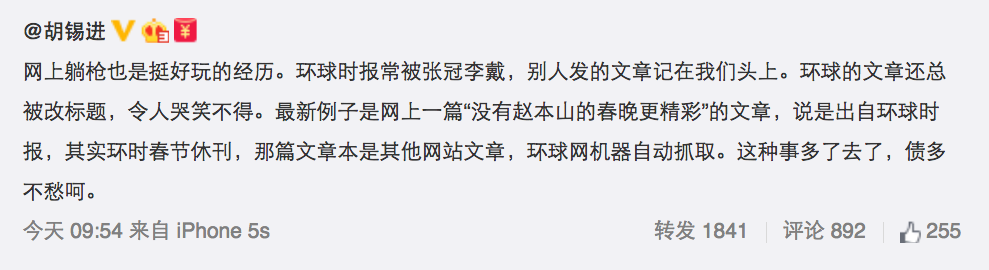 @胡锡进 V 3 ¥
网上躺枪也是挺好玩的经历。环球时报常被张冠李戴，别人发的文章记在我们头上。环球的文章还总
被改标题，令人哭笑不得。最新例子是网上一篇“没有赵本山的春晚更精彩”的文章，说是出自环球时
报，其实环时春节休刊，那篇文章本是其他网站文章，环球网机器自动抓取。这种事多了去了，债多
不愁呵。
今天 09:54 来自 iPhone 5s 转发 1841 评论 892 255